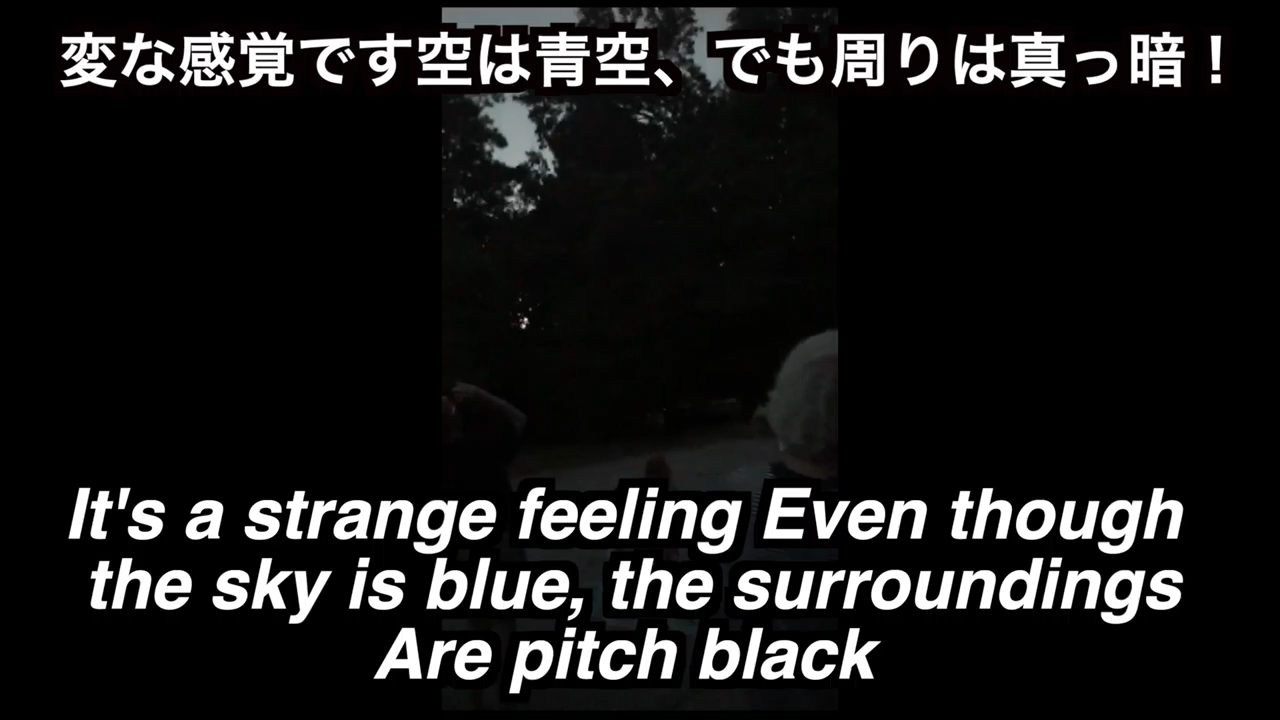 変な感覚です空は青空、でも周りは真っ暗！
It's a strange feeling Even though
the sky is blue, the surroundings
Are pitch black